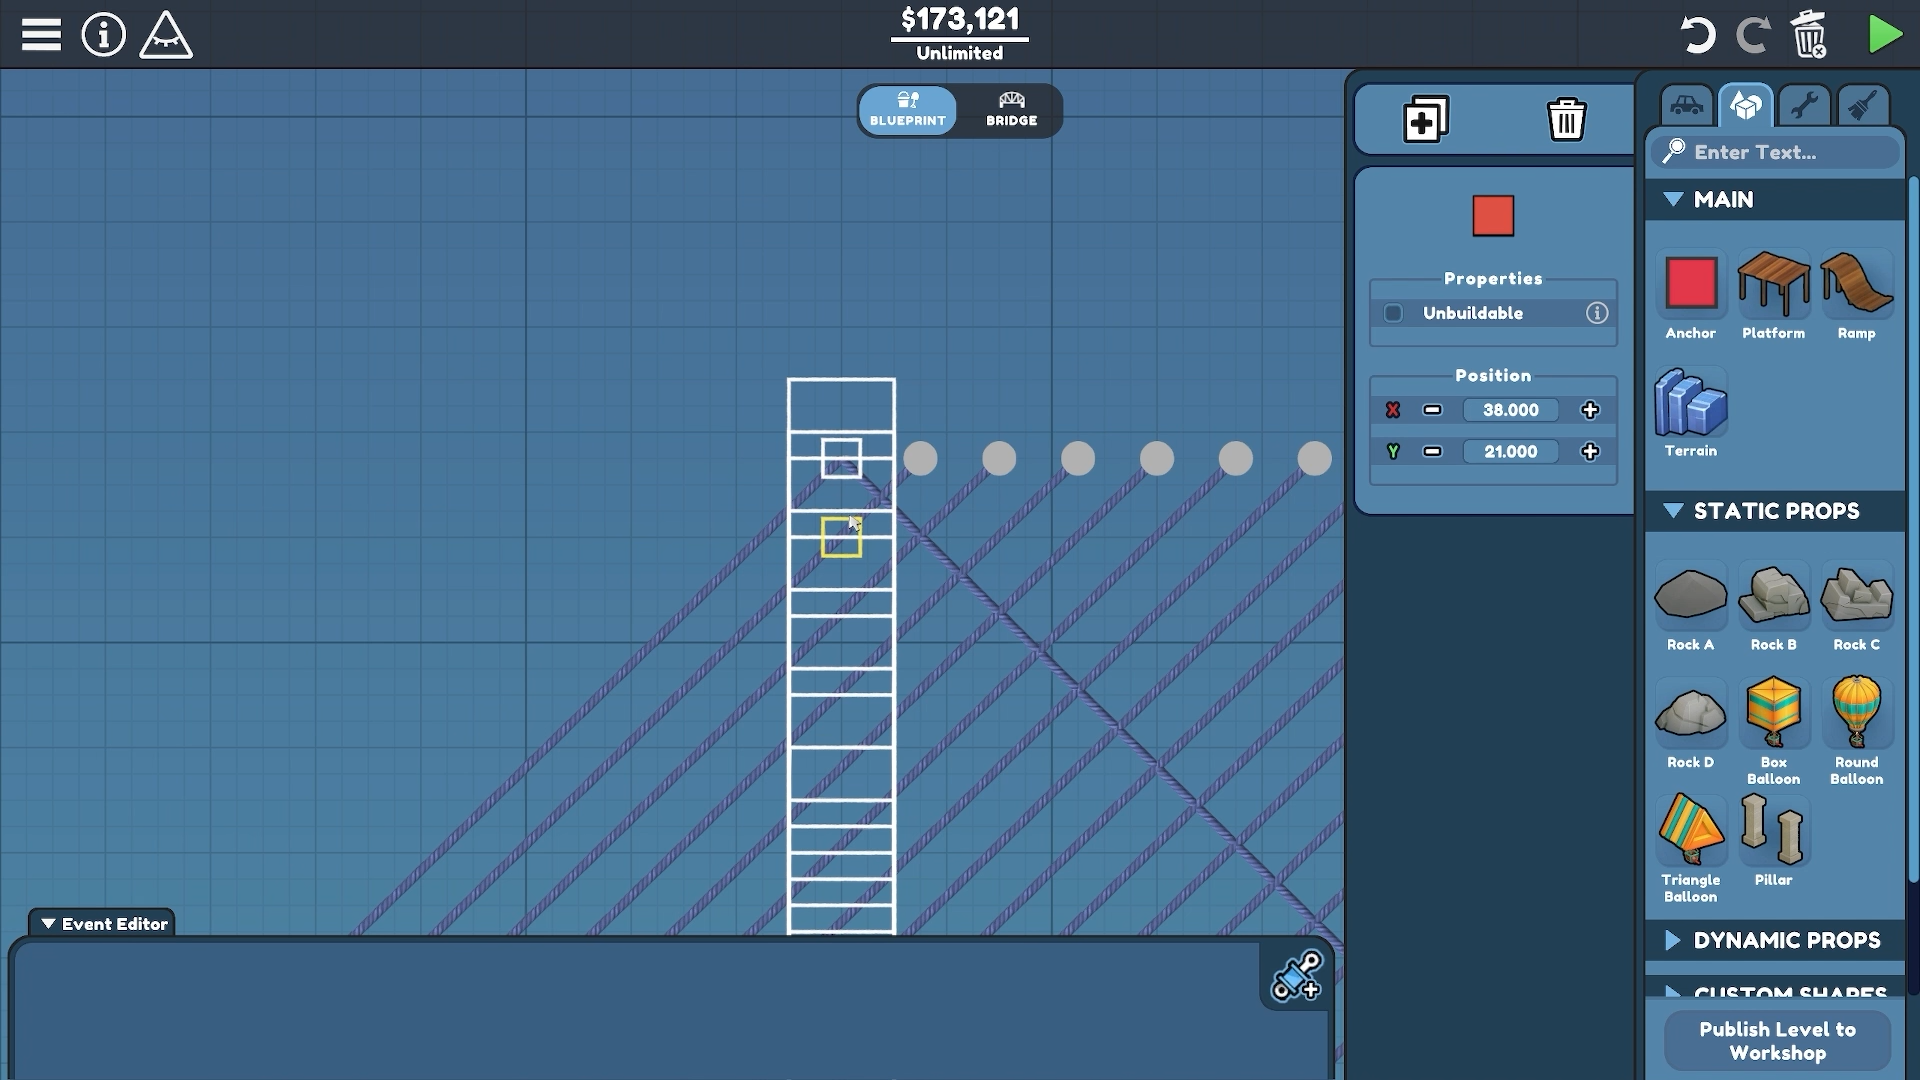 $173,121
Unlimited
BLUEPRINT
BRIDGE
Enter Text...
MAIN
Anchor
Platform
Ramp
Terrain
STATIC PROPS
Rock A
Rock B
Rock C
Rock D
Box
Balloon
Round
Balloon
Triangle
Balloon
Pillar
DYNAMIC PROPS
CUSTOM SHAPES
Publish Level to
Workshop
Properties
Unbuildable
Position
X
38.000
Y
21.000
Event Editor